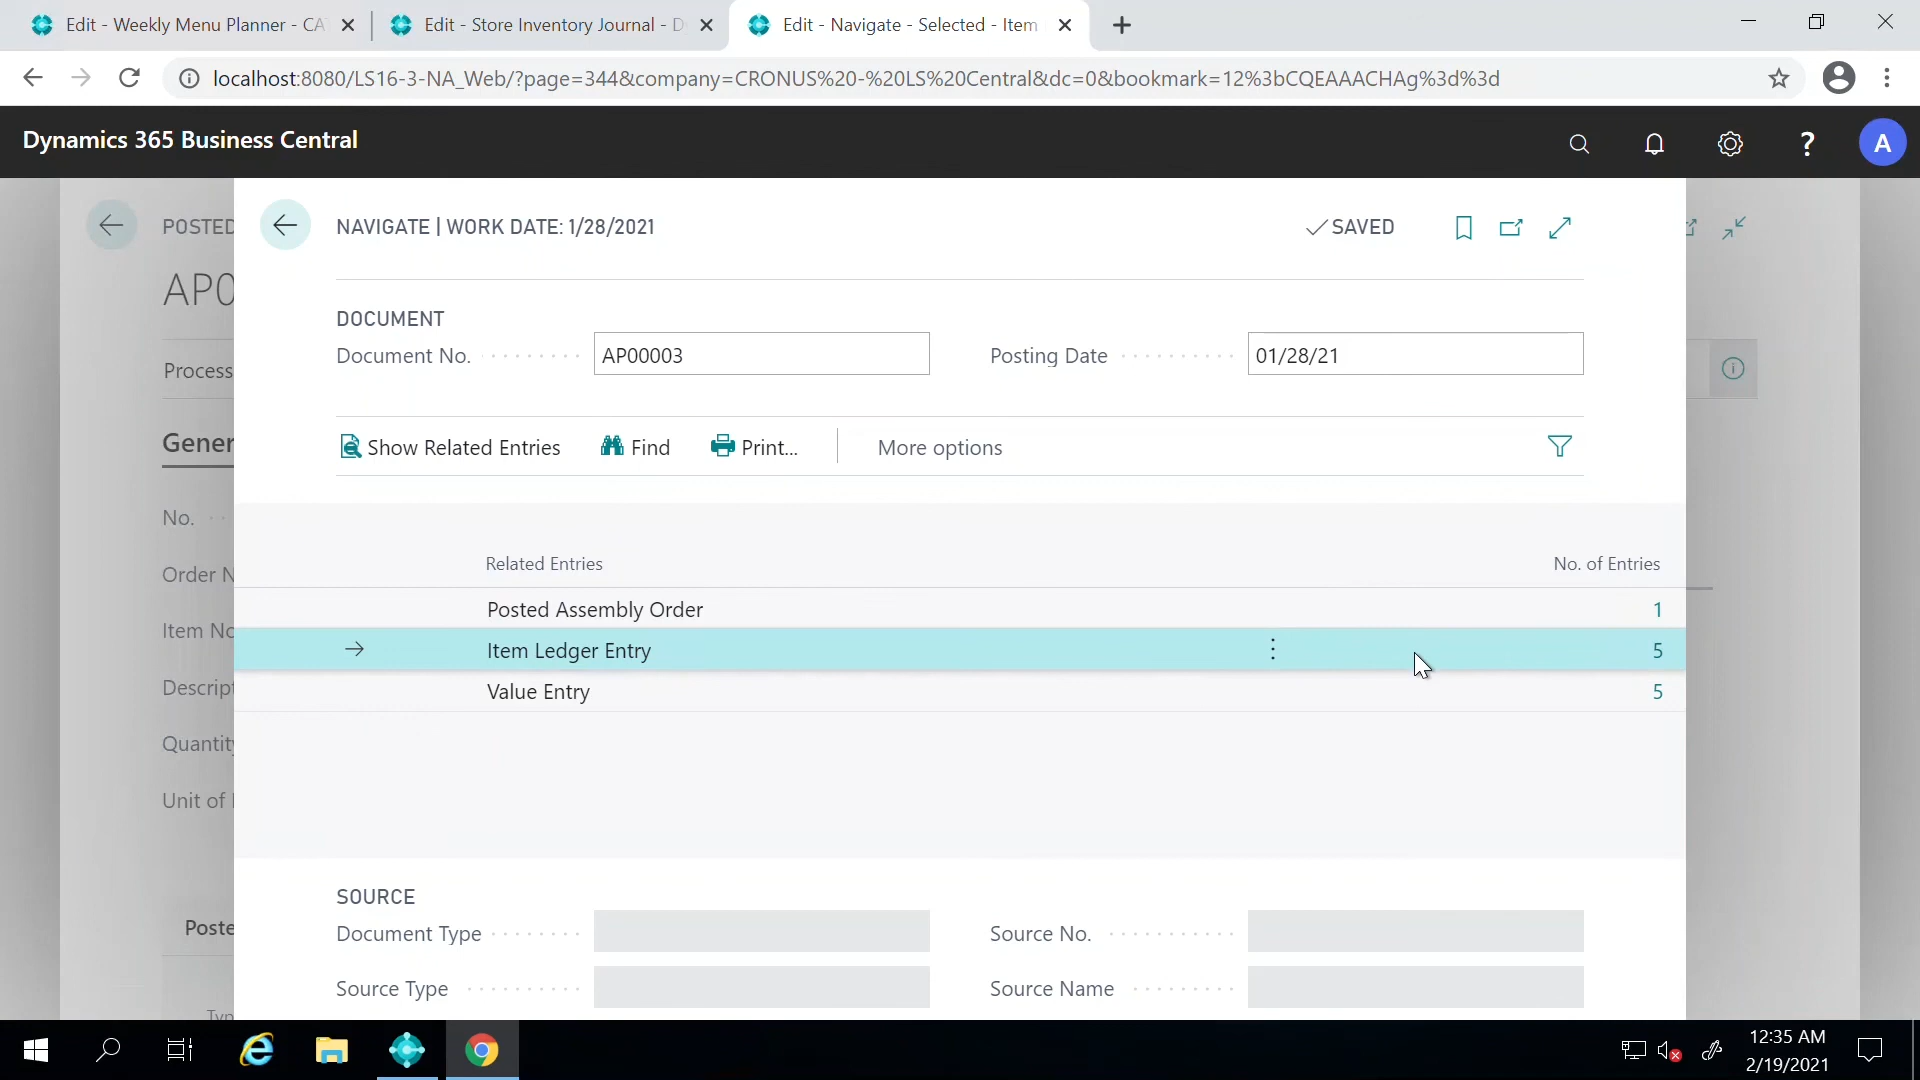 Edit - Weekly Menu Planner - CA
Edit - Store Inventory Journal - D
Edit - Navigate - Selected - Item
localhost:8080/LS16-3-NA_Web/?page=344&company=CRONUS%20-%20LS%20Central&dc=0&bookmark=12%3bCQEAAACHAg%3d%3d
Dynamics 365 Business Central
?
A
POSTED
NAVIGATE | WORK DATE: 1/28/2021
SAVED
AP0
DOCUMENT
Document No.
AP00003
Posting Date
01/28/21
Process
Show Related Entries
Find
Print...
More options
Gener
No.
Related Entries
No. of Entries
Order N
Posted Assembly Order
1
Item No
Item Ledger Entry
5
Descript
Value Entry
5
Quantity
Unit of
SOURCE
Poste
Document Type
Source No.
Source Type
Source Name
Typ
12:35 AM
2/19/2021